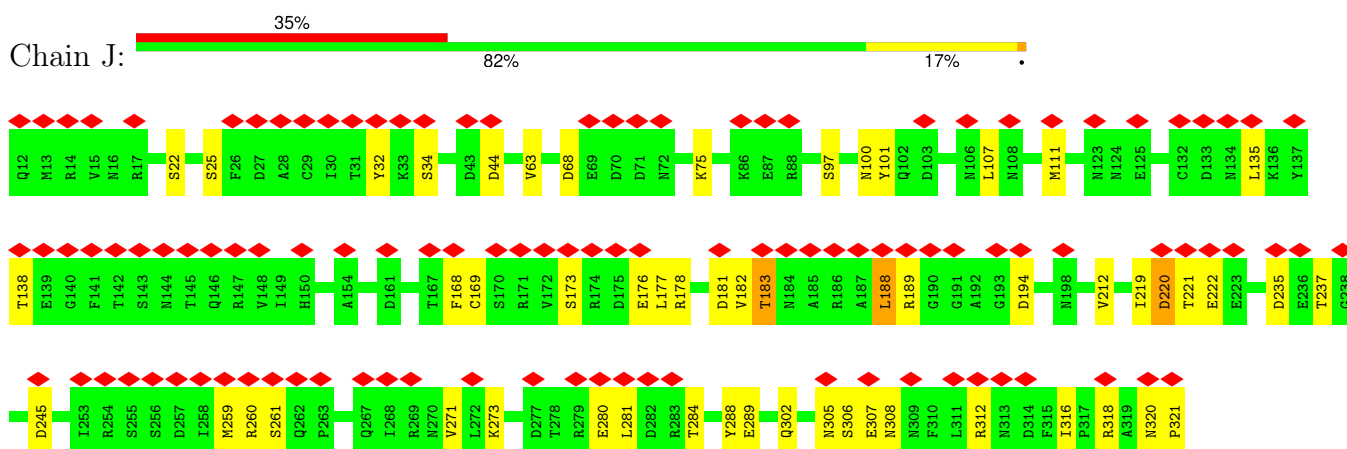 35%
Chain J:
82% 17% •
Q12 M13 R14 V15 N16 R17 S22 S25 F26 D27 A28 C29 I30 T31 Y32 K33 S34 D43 D44 V63 D68 E69 D70 D71 N72 K75 K86 E87 R88 S97 N100 Y101 Q102 D103 N106 L107 N108 M111 N123 N124 E125 C132 D133 N134 L135 K136 Y137
T138 E139 G140 F141 T142 S143 N144 T145 Q146 R147 V148 I149 H150 A154 D161 T167 F168 C169 S170 R171 V172 S173 R174 D175 E176 L177 R178 D181 V182 T183 N184 A185 R186 A187 L188 R189 G190 G191 A192 G193 D194 N198 V212 I219 D220 T221 E222 E223 D235 E236 T237 G238
D245 I253 R254 S255 S256 D257 I258 M259 R260 S261 Q262 P263 Q267 I268 R269 N270 V271 L272 K273 D277 T278 R279 E280 L281 D282 R283 T284 Y288 E289 Q302 N305 S306 E307 N308 N309 F310 L311 R312 N313 D314 F315 I316 P317 R318 A319 N320 P321